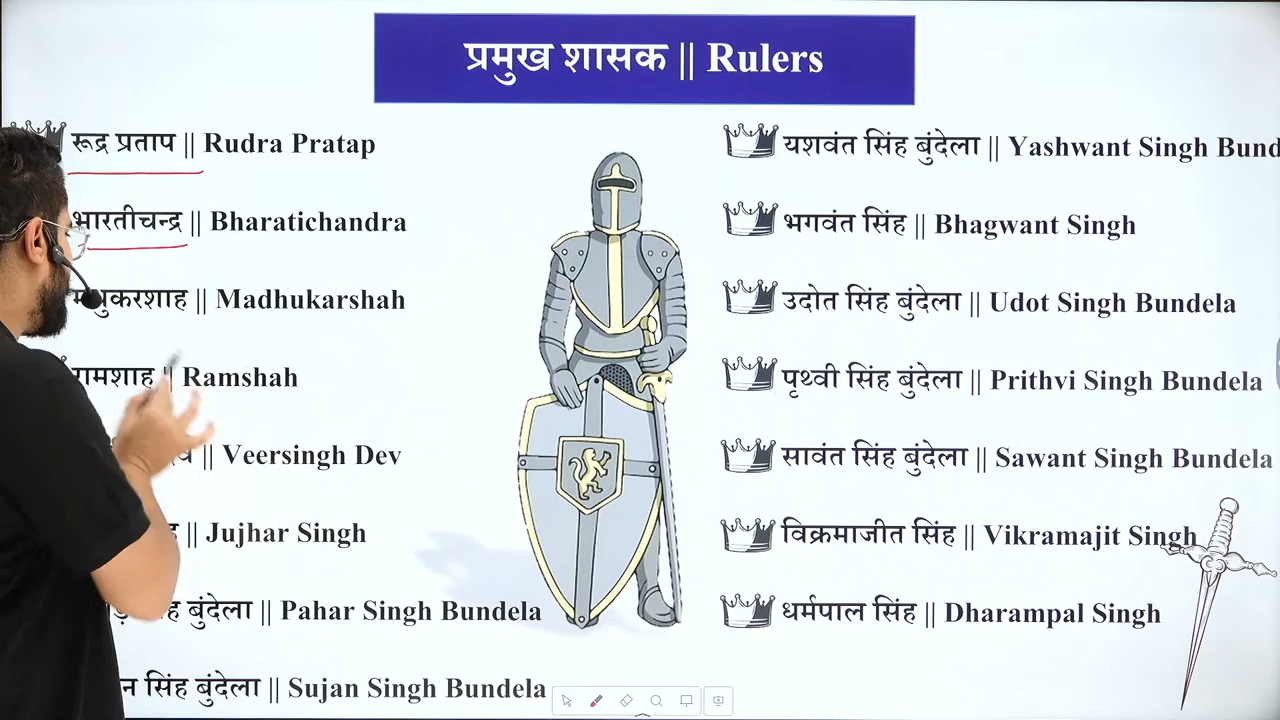 प्रमुख शासक || Rulers
रूद्र प्रताप || Rudra Pratap
भारतीचन्द्र || Bharatichandra
मधुकरशाह || Madhukarshah
रामशाह || Ramshah
|| Veersingh Dev
|| Jujhar Singh
बुंदेला || Pahar Singh Bundela
सिंह बुंदेला || Sujan Singh Bundela
यशवंत सिंह बुंदेला || Yashwant Singh Bund
भगवंत सिंह || Bhagwant Singh
उदोत सिंह बुंदेला || Udot Singh Bundela
पृथ्वी सिंह बुंदेला || Prithvi Singh Bundela
सावंत सिंह बुंदेला || Sawant Singh Bundela
विक्रमाजीत सिंह || Vikramajit Singh
धर्मपाल सिंह || Dharampal Singh